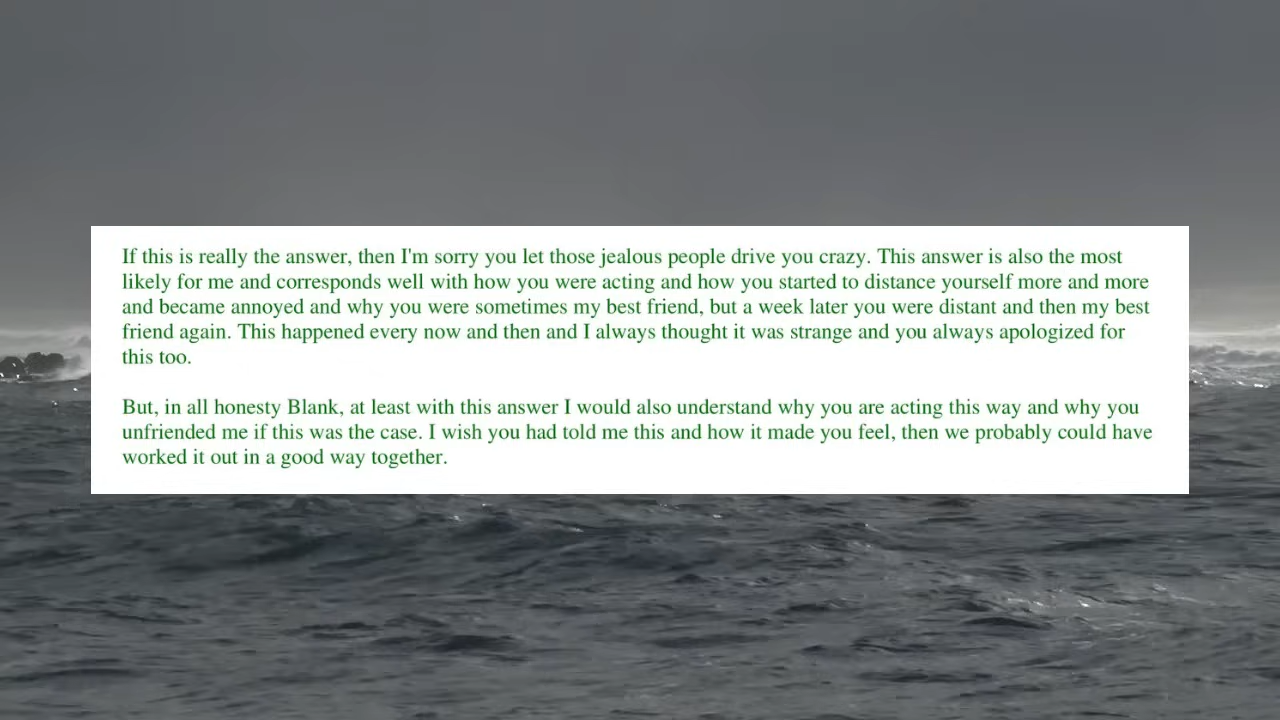 If this is really the answer, then I'm sorry you let those jealous people drive you crazy. This answer is also the most
likely for me and corresponds well with how you were acting and how you started to distance yourself more and more
and became annoyed and why you were sometimes my best friend, but a week later you were distant and then my best
friend again. This happened every now and then and I always thought it was strange and you always apologized for
this too.
But, in all honesty Blank, at least with this answer I would also understand why you are acting this way and why you
unfriended me if this was the case. I wish you had told me this and how it made you feel, then we probably could have
worked it out in a good way together.